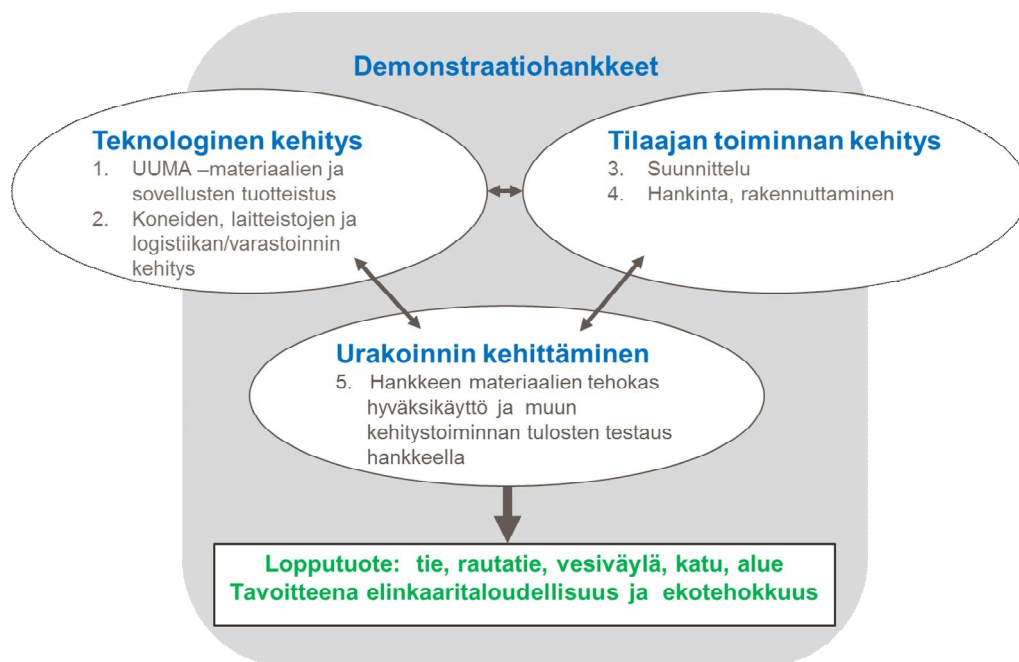 Demonstraatiohankkeet
Teknologinen kehitys
1. UUMA –materiaalien ja
sovellusten tuotteistus
2. Koneiden, laitteistojen ja
logistiikan/varastoinnin
kehitys
Tilaajan toiminnan kehitys
3. Suunnittelu
4. Hankinta, rakennuttaminen
Urakoinnin kehittäminen
5. Hankkeen materiaalien tehokas
hyväksikäyttö ja muun
kehitystoiminnan tulosten testaus
hankkeella
Lopputuote: tie, rautatie, vesiväylä, katu, alue
Tavoitteena elinkaaritaloudellisuus ja ekotehokkuus